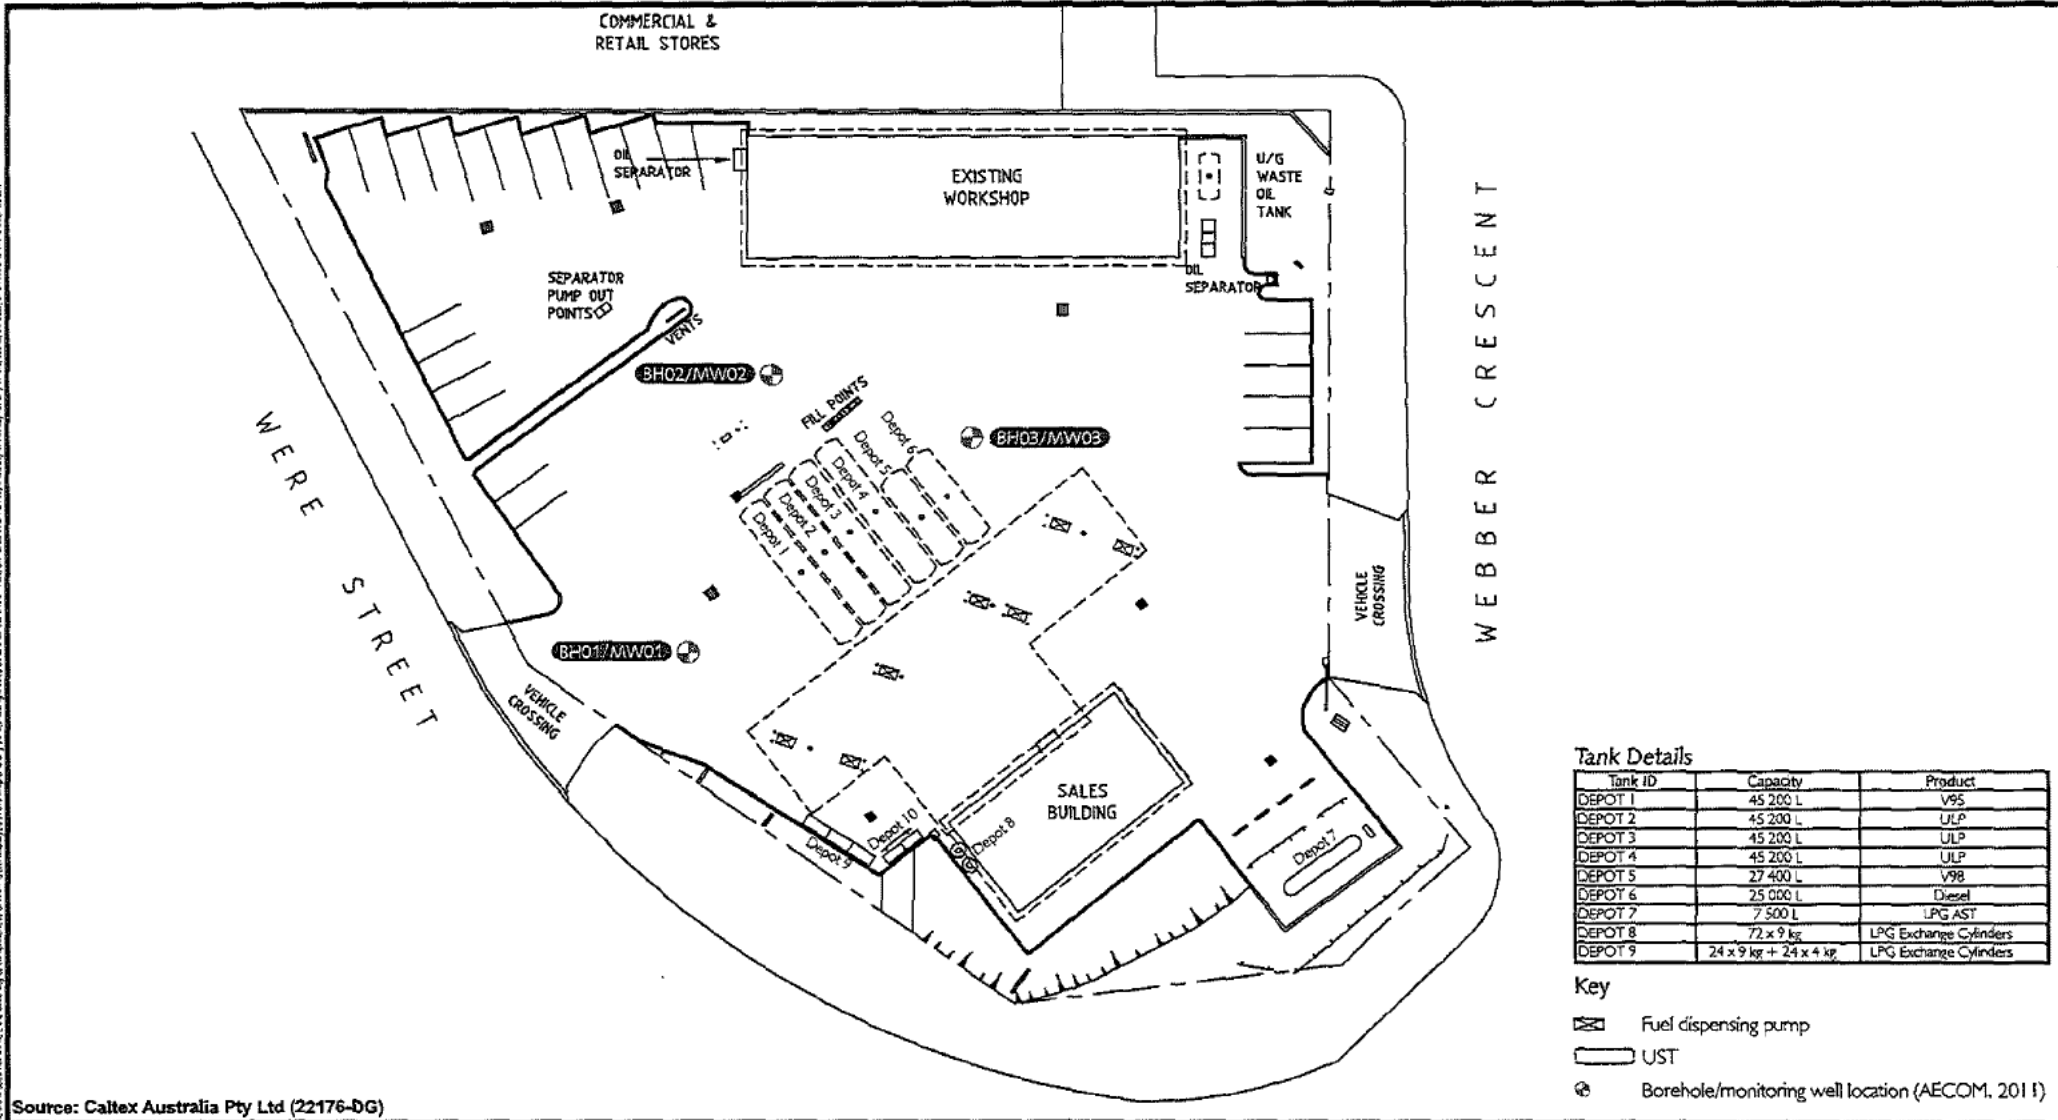 COMMERCIAL &
RETAIL STORES
OIL
SEPARATOR
EXISTING
WORKSHOP
U/G
WASTE
OIL
TANK
OIL
SEPARATOR
SEPARATOR
PUMP OUT
POINTS
VENTS
BH02/MW02
FILL POINTS
BH03/MW03
Depot 6
Depot 5
Depot 4
Depot 3
Depot 2
Depot 1
WERE STREET
WEBBER CRESCENT
VEHICLE
CROSSING
BH01/MW01
VEHICLE
CROSSING
SALES
BUILDING
Depot 10
Depot 9
Depot 8
Depot 7
Tank Details
Tank ID Capacity Product
DEPOT 1 45 200 L V95
DEPOT 2 45 200 L ULP
DEPOT 3 45 200 L ULP
DEPOT 4 45 200 L ULP
DEPOT 5 27 400 L V98
DEPOT 6 25 000 L Diesel
DEPOT 7 7 500 L LPG AST
DEPOT 8 72 x 9 kg LPG Exchange Cylinders
DEPOT 9 24 x 9 kg + 24 x 4 kg LPG Exchange Cylinders
Key
Fuel dispensing pump
UST
Borehole/monitoring well location (AECOM, 2011)
Source: Caltex Australia Pty Ltd (22176-DG)